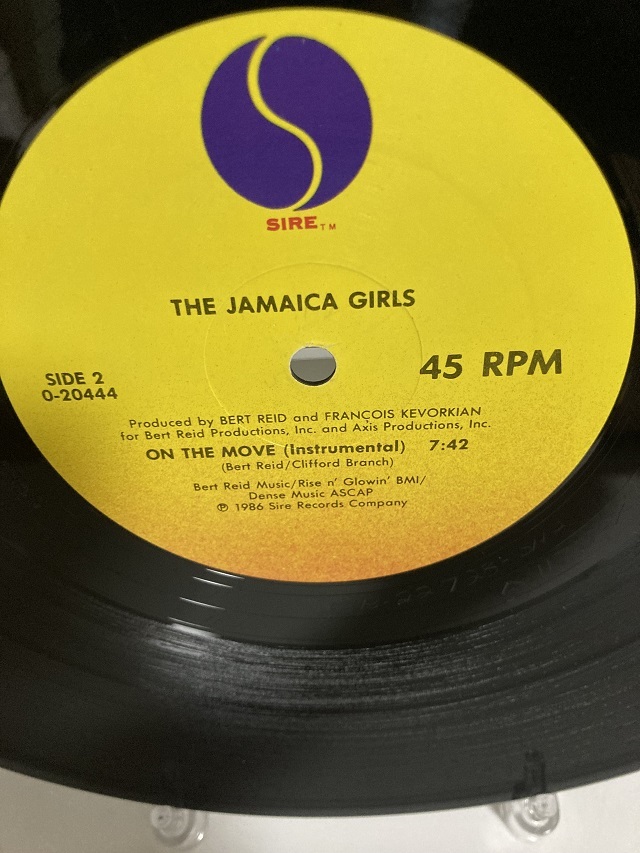 SIRE™
THE JAMAICA GIRLS
SIDE 2
0-20444
45 RPM
Produced by BERT REID and FRANÇOIS KEVORKIAN
for Bert Reid Productions, Inc. and Axis Productions, Inc.
ON THE MOVE (Instrumental) 7:42
(Bert Reid/Clifford Branch)
Bert Reid Music/Rise n' Glowin' BMI/
Dense Music ASCAP
℗ 1986 Sire Records Company